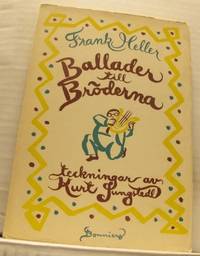 Frank Heller
Ballader till
Bröderna
teckningar av
Kurt Jungstedt
Bonniers